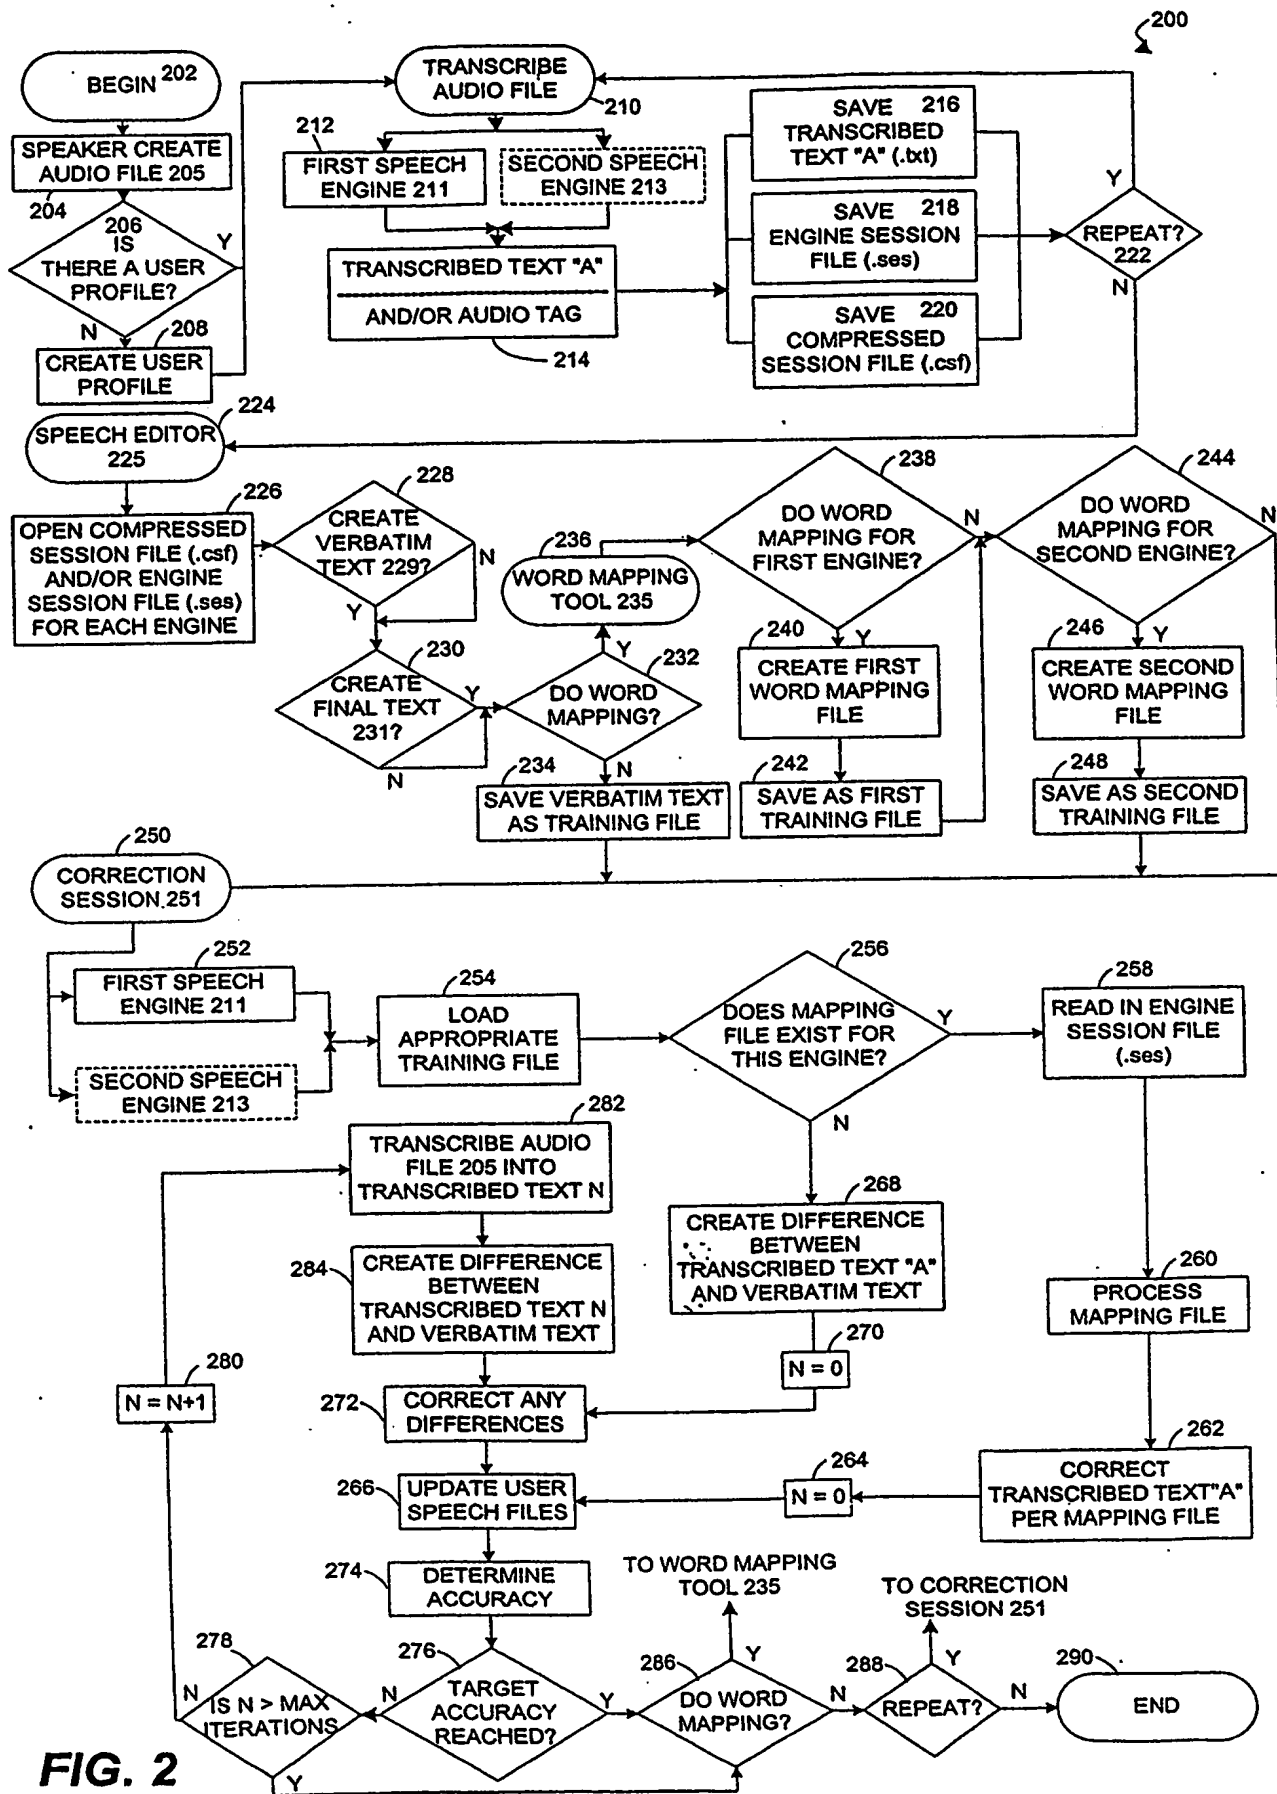 200
BEGIN 202
SPEAKER CREATE
AUDIO FILE 205
204
206
IS
THERE A USER
PROFILE?
Y
N
208
CREATE USER
PROFILE
TRANSCRIBE
AUDIO FILE
210
212
FIRST SPEECH
ENGINE 211
SECOND SPEECH
ENGINE 213
TRANSCRIBED TEXT "A"
AND/OR AUDIO TAG
214
SAVE 216
TRANSCRIBED
TEXT "A" (.txt)
SAVE 218
ENGINE SESSION
FILE (.ses)
SAVE 220
COMPRESSED
SESSION FILE (.csf)
Y
REPEAT?
222
N
224
SPEECH EDITOR
225
226
OPEN COMPRESSED
SESSION FILE (.csf)
AND/OR ENGINE
SESSION FILE (.ses)
FOR EACH ENGINE
228
CREATE
VERBATIM
TEXT 229?
N
Y
230
CREATE
FINAL TEXT
231?
Y
N
232
DO WORD
MAPPING?
Y
N
234
SAVE VERBATIM TEXT
AS TRAINING FILE
236
WORD MAPPING
TOOL 235
238
DO WORD
MAPPING FOR
FIRST ENGINE?
N
Y
240
CREATE FIRST
WORD MAPPING
FILE
242
SAVE AS FIRST
TRAINING FILE
244
DO WORD
MAPPING FOR
SECOND ENGINE?
N
Y
246
CREATE SECOND
WORD MAPPING
FILE
248
SAVE AS SECOND
TRAINING FILE
250
CORRECTION
SESSION 251
252
FIRST SPEECH
ENGINE 211
SECOND SPEECH
ENGINE 213
254
LOAD
APPROPRIATE
TRAINING FILE
256
DOES MAPPING
FILE EXIST FOR
THIS ENGINE?
Y
N
258
READ IN ENGINE
SESSION FILE
(.ses)
260
PROCESS
MAPPING FILE
262
CORRECT
TRANSCRIBED TEXT"A"
PER MAPPING FILE
264
N = 0
268
CREATE DIFFERENCE
BETWEEN
TRANSCRIBED TEXT "A"
AND VERBATIM TEXT
270
N = 0
282
TRANSCRIBE AUDIO
FILE 205 INTO
TRANSCRIBED TEXT N
284
CREATE DIFFERENCE
BETWEEN
TRANSCRIBED TEXT N
AND VERBATIM TEXT
272
CORRECT ANY
DIFFERENCES
266
UPDATE USER
SPEECH FILES
274
DETERMINE
ACCURACY
276
TARGET
ACCURACY
REACHED?
N
Y
278
IS N > MAX
ITERATIONS
N
Y
280
N = N+1
TO WORD MAPPING
TOOL 235
286
DO WORD
MAPPING?
Y
N
TO CORRECTION
SESSION 251
288
REPEAT?
Y
N
290
END
FIG. 2